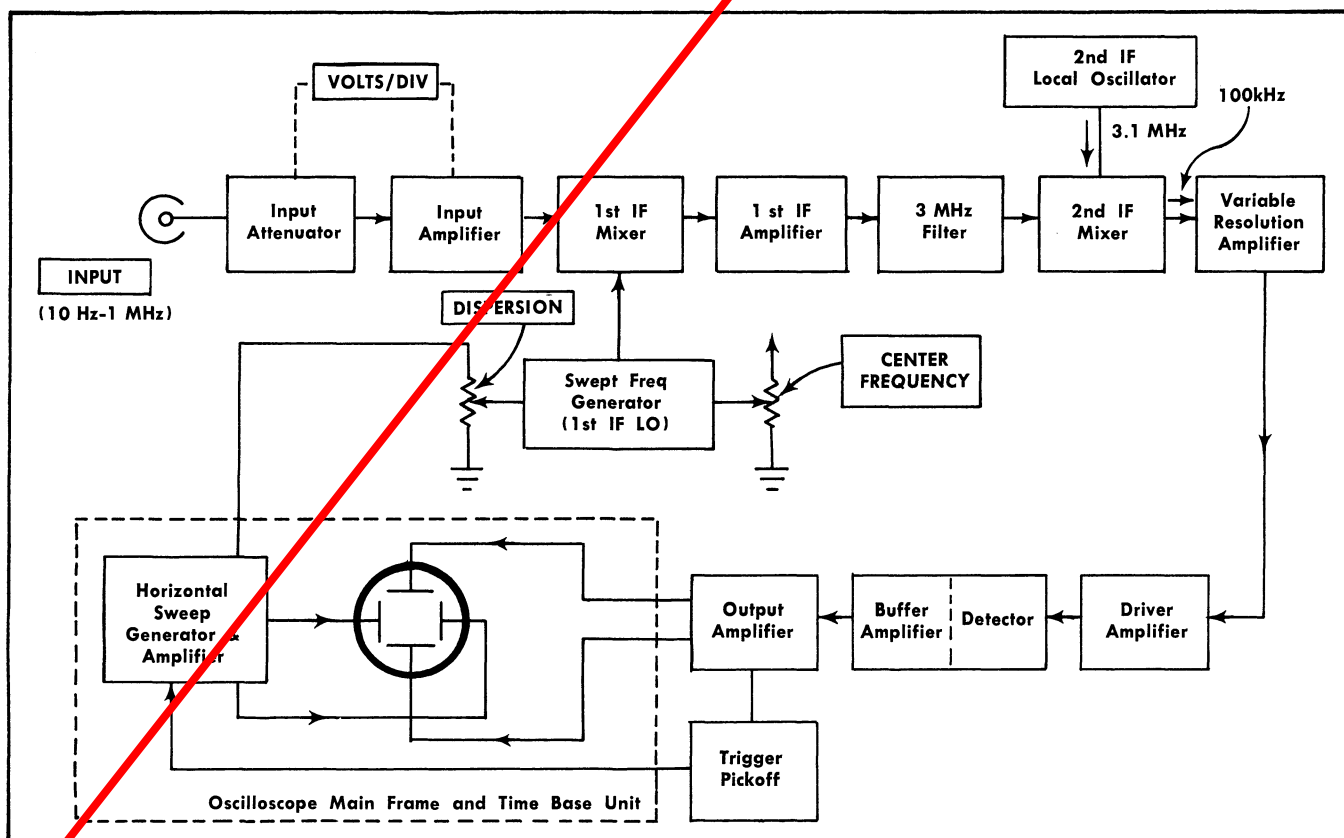 VOLTS/DIV
2nd IF
Local Oscillator
100kHz
3.1 MHz
Input
Attenuator
Input
Amplifier
1st IF
Mixer
1 st IF
Amplifier
3 MHz
Filter
2nd IF
Mixer
Variable
Resolution
Amplifier
INPUT
(10 Hz-1 MHz)
DISPERSION
Swept Freq
Generator
(1st IF LO)
CENTER
FREQUENCY
Horizontal
Sweep
Generator &
Amplifier
Output
Amplifier
Buffer
Amplifier
Detector
Driver
Amplifier
Trigger
Pickoff
Oscilloscope Main Frame and Time Base Unit